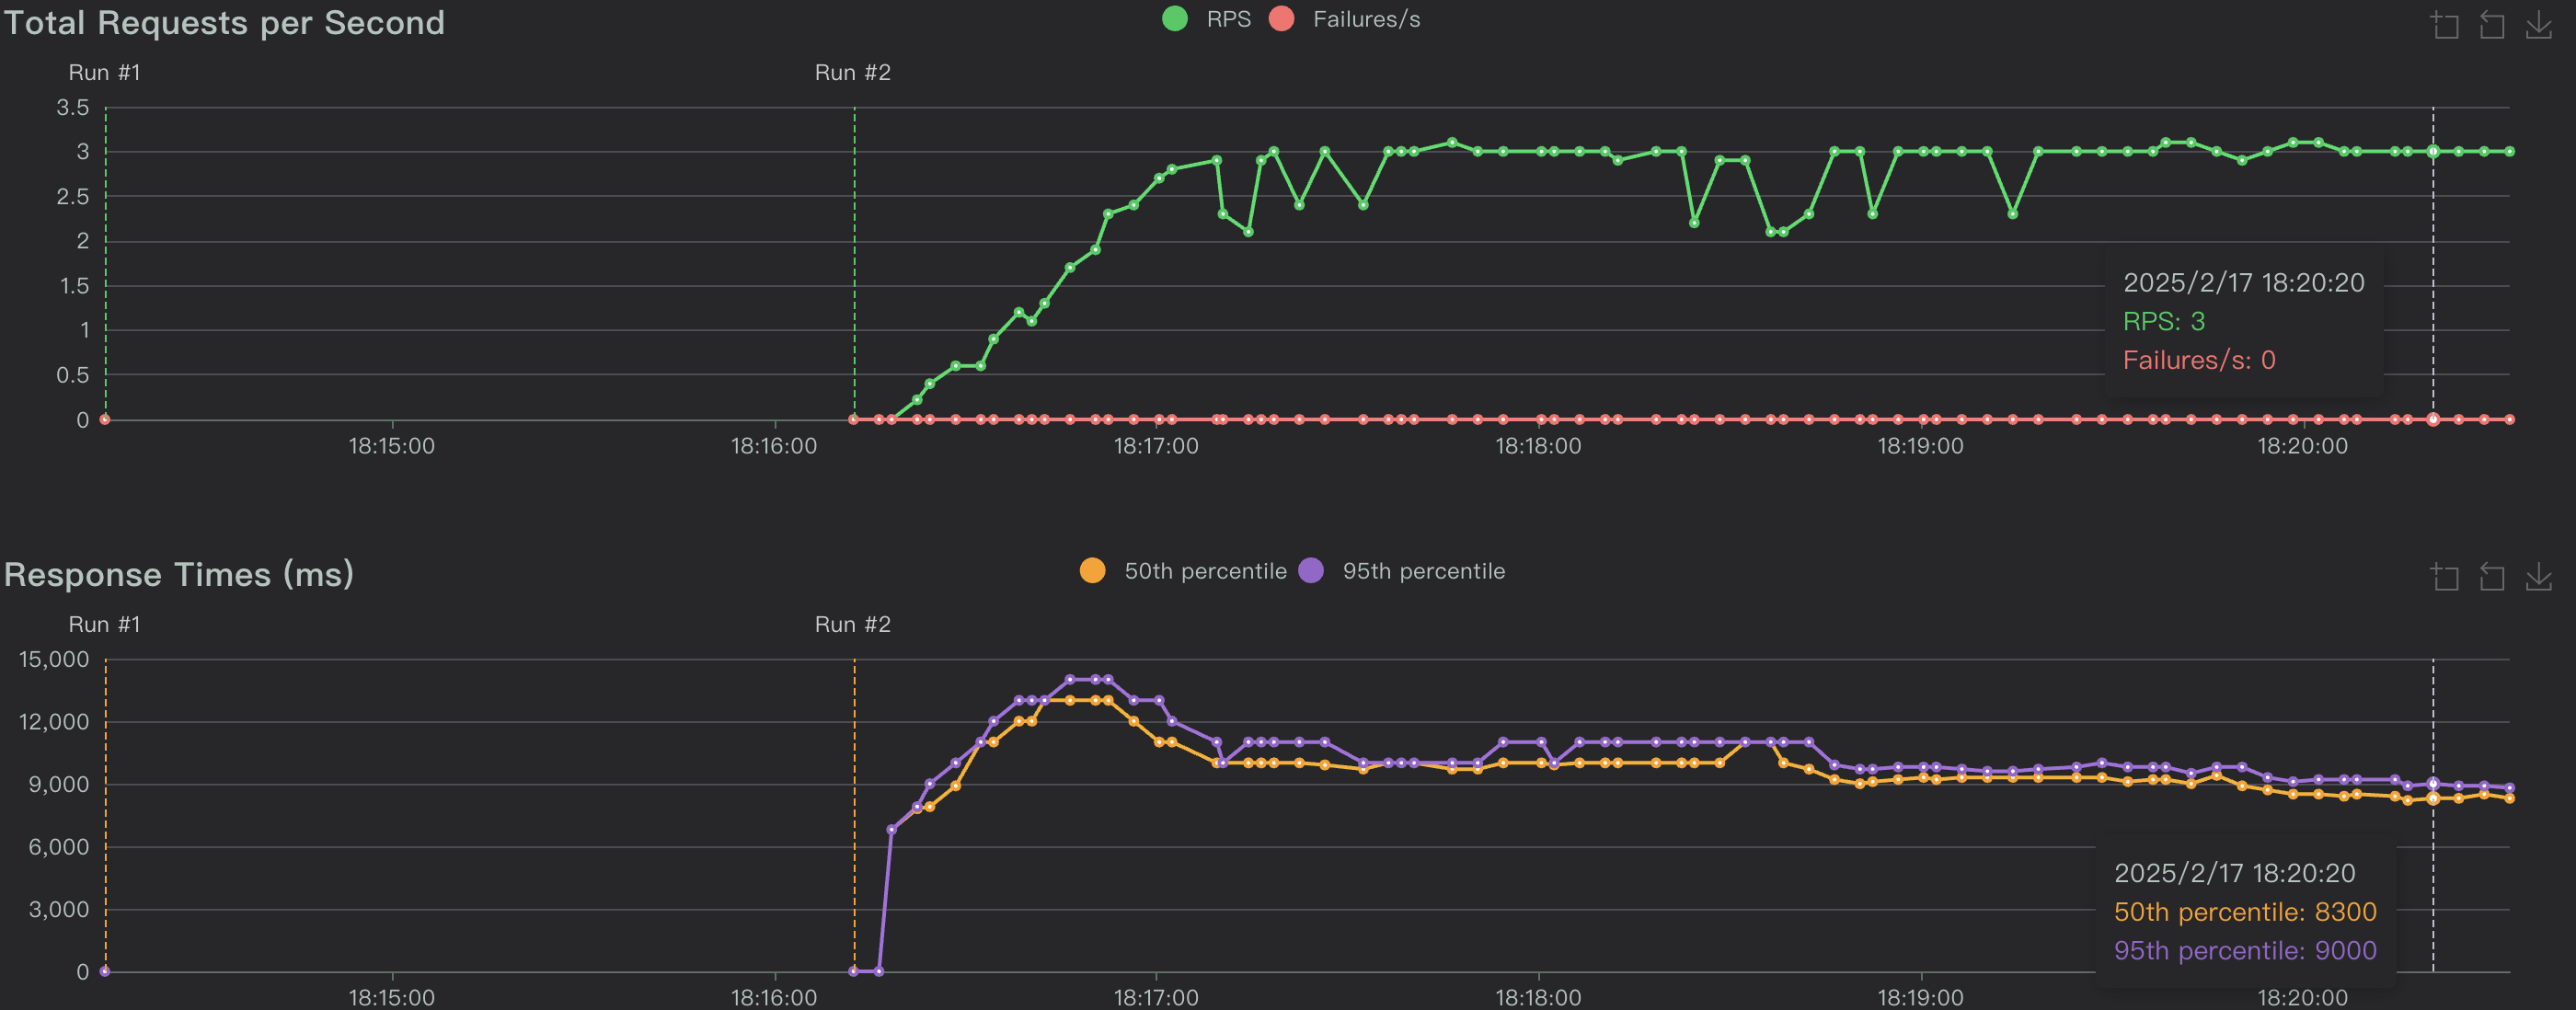 Total Requests per Second
RPS Failures/s
Run #1 Run #2
3.5
3
2.5
2
1.5
1
0.5
0
2025/2/17 18:20:20
RPS: 3
Failures/s: 0
18:15:00 18:16:00 18:17:00 18:18:00 18:19:00 18:20:00
Response Times (ms)
50th percentile 95th percentile
Run #1 Run #2
15,000
12,000
9,000
6,000
3,000
0
2025/2/17 18:20:20
50th percentile: 8300
95th percentile: 9000
18:15:00 18:16:00 18:17:00 18:18:00 18:19:00 18:20:00